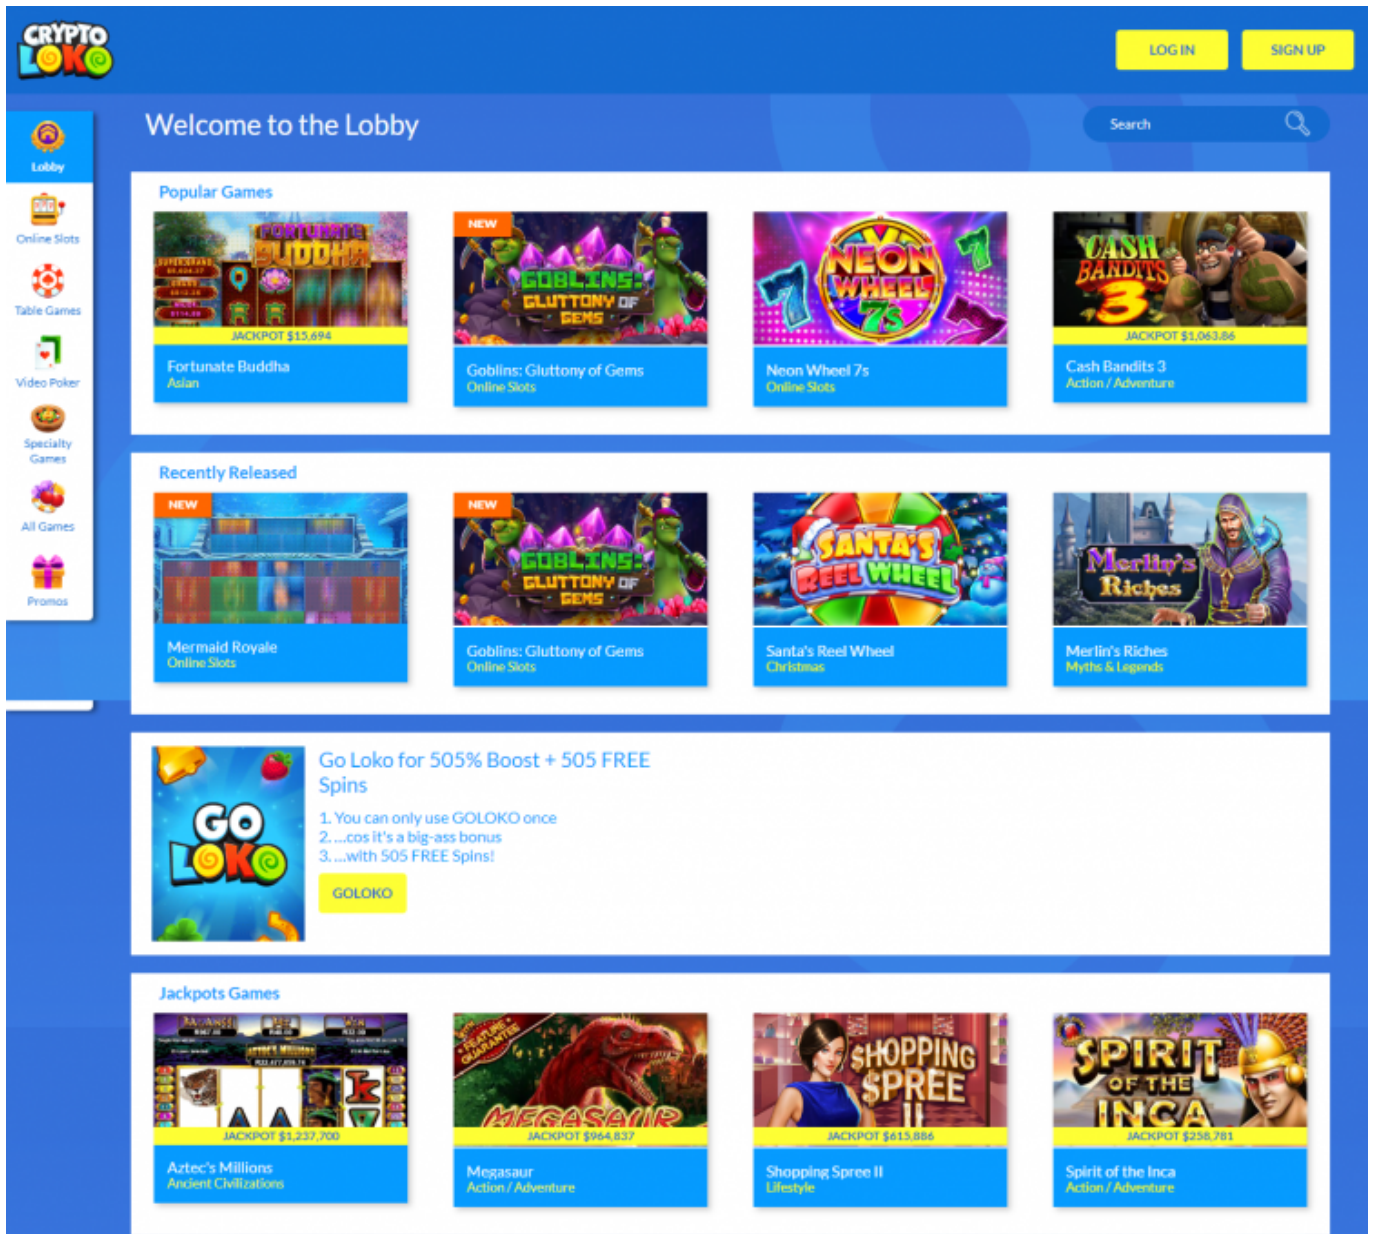 CRYPTO
LOKO
LOG IN
SIGN UP
Welcome to the Lobby
Search
Lobby
Online Slots
Table Games
Video Poker
Specialty
Games
All Games
Promos
Popular Games
FORTUNATE
BUDDHA
JACKPOT $15,694
Fortunate Buddha
Asian
NEW
GOBLINS:
GLUTTONY OF
GEMS
Goblins: Gluttony of Gems
Online Slots
NEON
WHEEL
7s
7
7
Neon Wheel 7s
Online Slots
CASH
BANDITS
3
JACKPOT $1,063.86
Cash Bandits 3
Action / Adventure
Recently Released
NEW
Mermaid Royale
Online Slots
NEW
GOBLINS:
GLUTTONY OF
GEMS
Goblins: Gluttony of Gems
Online Slots
SANTA'S
REEL WHEEL
Santa's Reel Wheel
Christmas
Merlin's
Riches
Merlin's Riches
Myths & Legends
GO
LOKO
Go Loko for 505% Boost + 505 FREE
Spins
1. You can only use GOLOKO once
2. ...cos it's a big-ass bonus
3. ...with 505 FREE Spins!
GOLOKO
Jackpots Games
AZTEC'S MILLIONS
JACKPOT $1,237,700
Aztec's Millions
Ancient Civilizations
WITH
FEATURE
GUARANTEE
MEGASAUR
JACKPOT $964,837
Megasaur
Action / Adventure
SHOPPING
SPREE
II
JACKPOT $615,886
Shopping Spree II
Lifestyle
SPIRIT
OF THE
INCA
JACKPOT $258,781
Spirit of the Inca
Action / Adventure